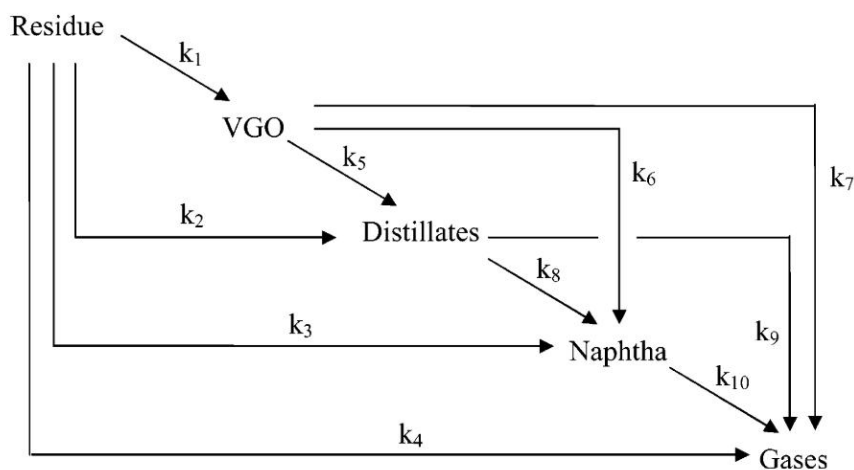 Residue
k₁
VGO
k₅
k₆
k₇
k₂
Distillates
k₈
k₃
Naphtha
k₉
k₁₀
k₄
Gases